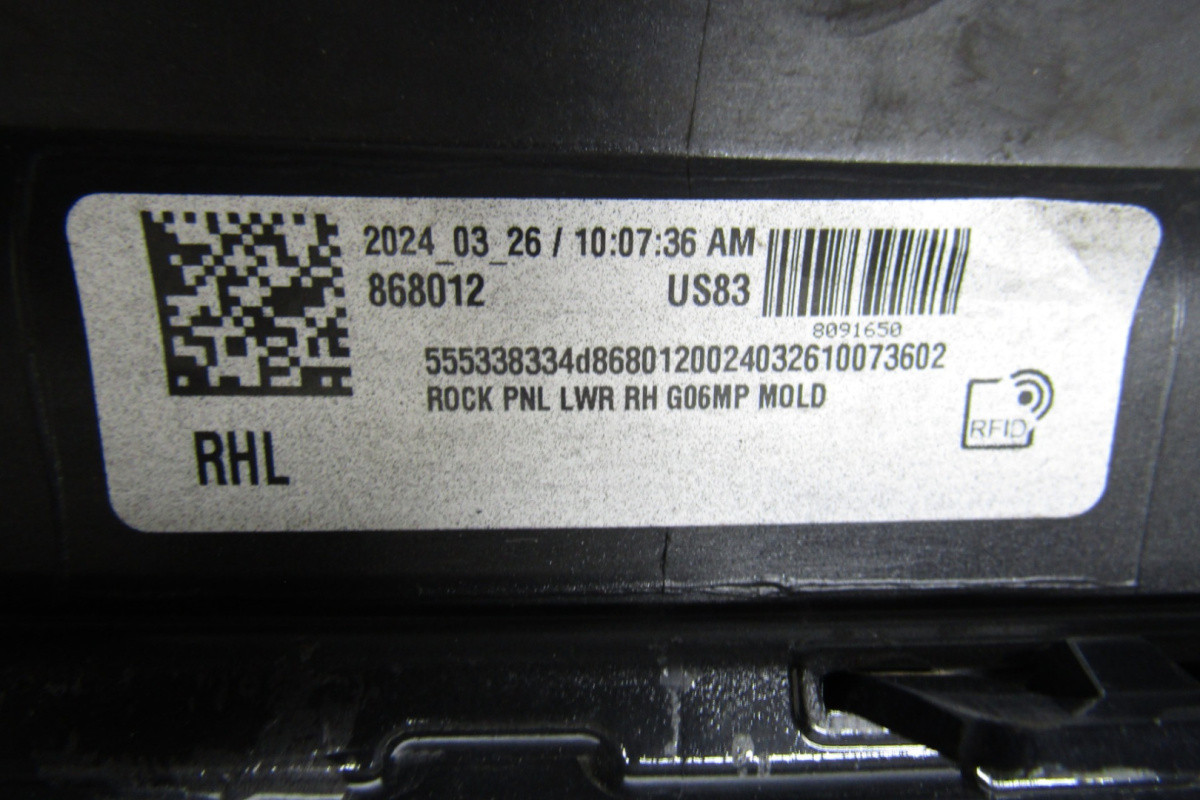 2024_03_26 / 10:07:36 AM
868012 US83
8091650
555338334d8680120024032610073602
ROCK PNL LWR RH G06MP MOLD
RFID
RHL